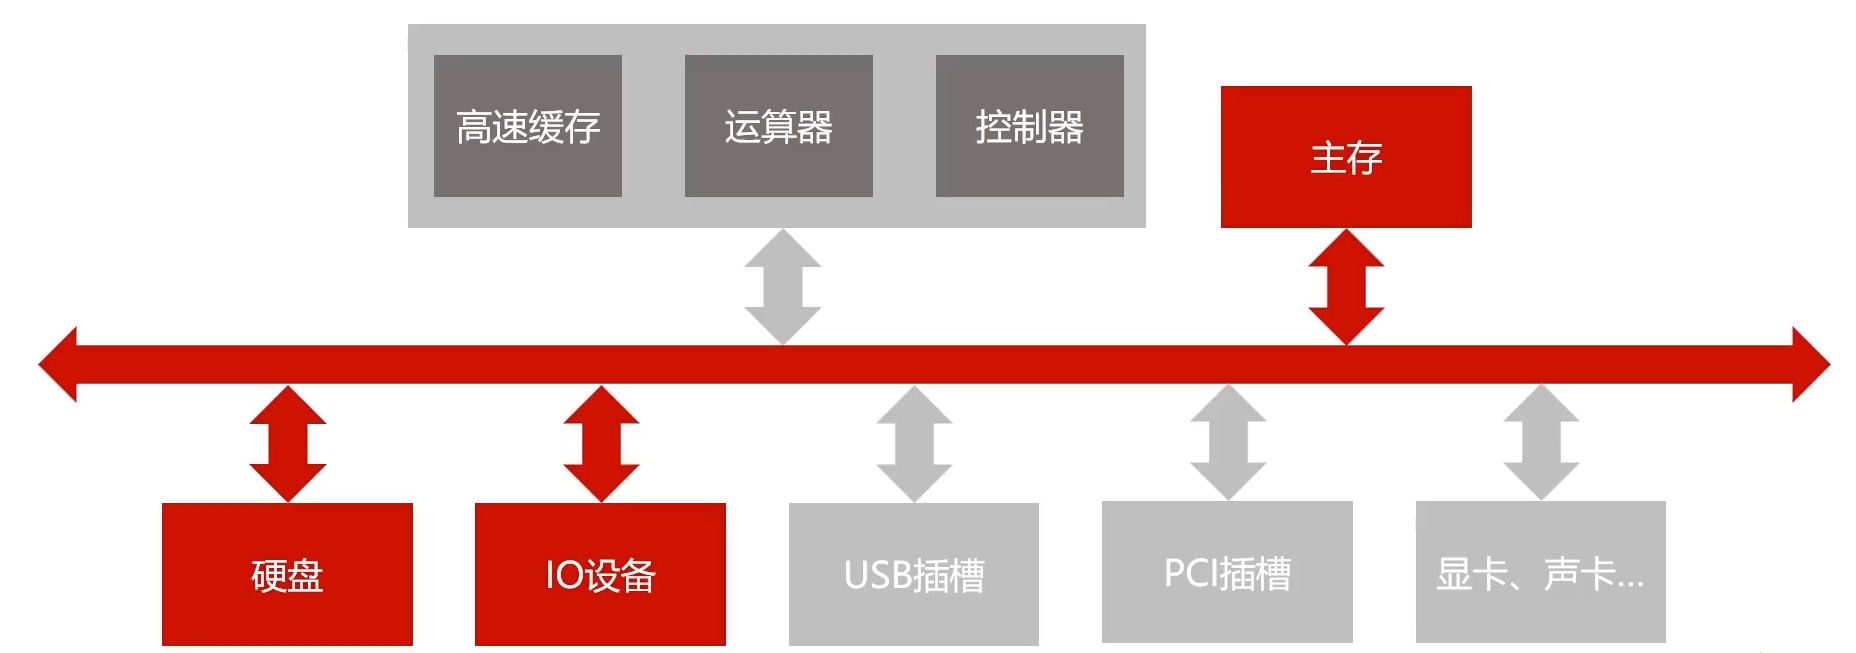 高速缓存
运算器
控制器
主存
硬盘
IO设备
USB插槽
PCI插槽
显卡、声卡...